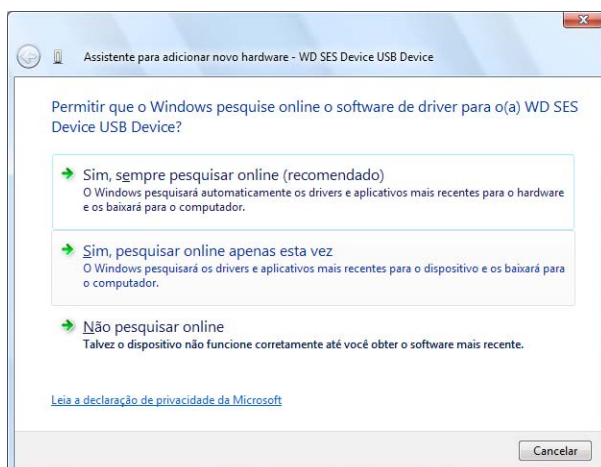 Assistente para adicionar novo hardware - WD SES Device USB Device
Permitir que o Windows pesquise online o software de driver para o(a) WD SES
Device USB Device?
Sim, sempre pesquisar online (recomendado)
O Windows pesquisará automaticamente os drivers e aplicativos mais recentes para o hardware
e os baixará para o computador.
Sim, pesquisar online apenas esta vez
O Windows pesquisará os drivers e aplicativos mais recentes para o dispositivo e os baixará para
o computador.
Não pesquisar online
Talvez o dispositivo não funcione corretamente até você obter o software mais recente.
Leia a declaração de privacidade da Microsoft
Cancelar